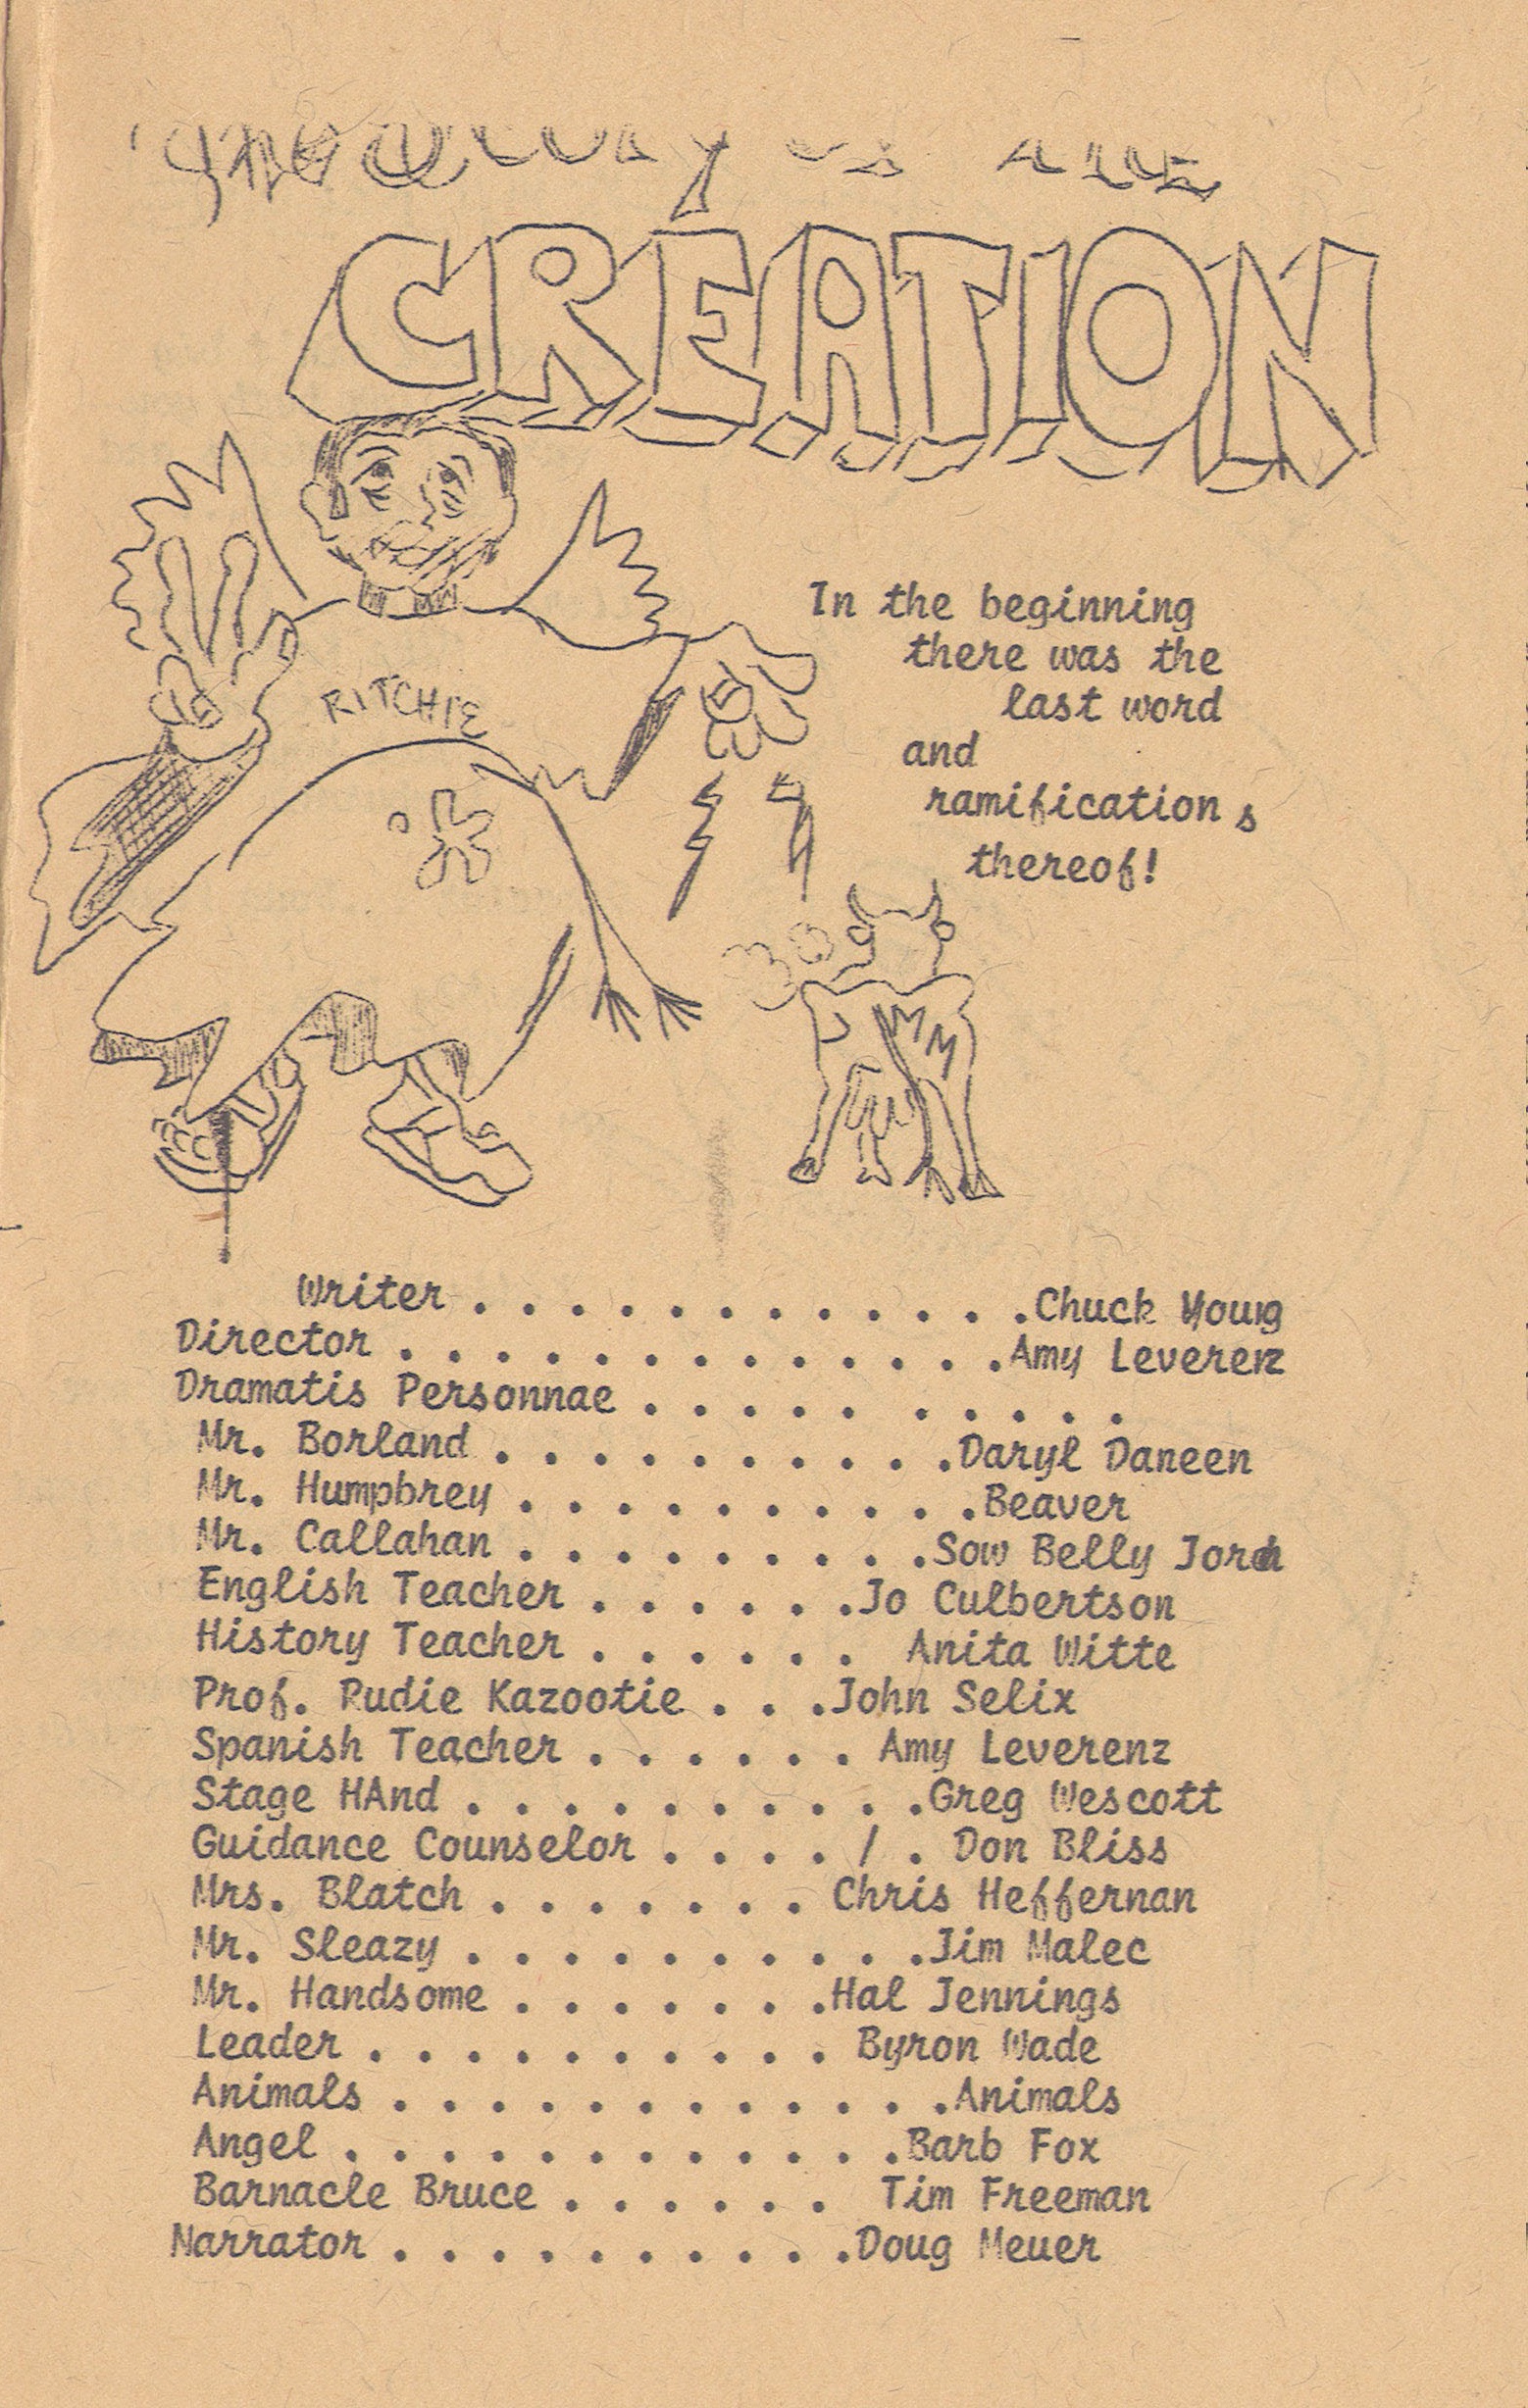 CREATION
RITCHIE
In the beginning
there was the
last word
and
ramification s
thereof!
Writer . . . . . . . . . . . .Chuck Young
Director . . . . . . . . . . . . .Amy Leverenz
Dramatis Personnae . . . . . . . . . .
Mr. Borland . . . . . . . . . .Daryl Daneen
Mr. Humpbrey . . . . . . . . . .Beaver
Mr. Callahan . . . . . . . . .Sow Belly
English Teacher . . . . . .Jo Culbertson
History Teacher . . . . . . Anita Witte
Prof. Rudie Kazootie . . .John Selix
Spanish Teacher . . . . . . Amy Leverenz
Stage HAnd . . . . . . . . . .Greg Wescott
Guidance Counselor . . . . / . Don Bliss
Mrs. Blatch . . . . . . . Chris Heffernan
Mr. Sleazy . . . . . . . . . .Jim Malec
Mr. Handsome . . . . . . .Hal Jennings
Leader . . . . . . . . . . Byron Wade
Animals . . . . . . . . . . . .Animals
Angel . . . . . . . . . . . .Barb Fox
Barnacle Bruce . . . . . . Tim Freeman
Narrator . . . . . . . . . .Doug Meuer